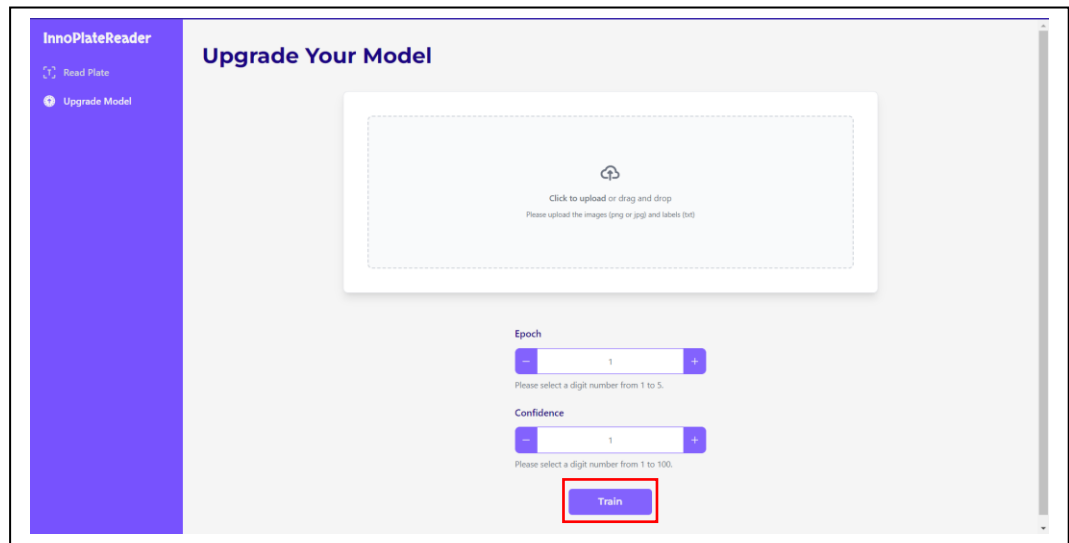 InnoPlateReader
Read Plate
Upgrade Model
Upgrade Your Model
Click to upload or drag and drop
Please upload the images (png or jpg) and labels (txt)
Epoch
− 1 +
Please select a digit number from 1 to 5.
Confidence
− 1 +
Please select a digit number from 1 to 100.
Train